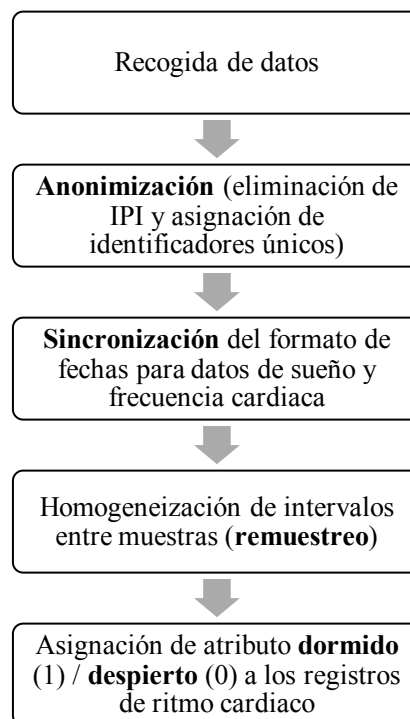 Recogida de datos
Anonimización (eliminación de
IPI y asignación de
identificadores únicos)
Sincronización del formato de
fechas para datos de sueño y
frecuencia cardiaca
Homogeneización de intervalos
entre muestras (remuestreo)
Asignación de atributo dormido
(1) / despierto (0) a los registros
de ritmo cardiaco